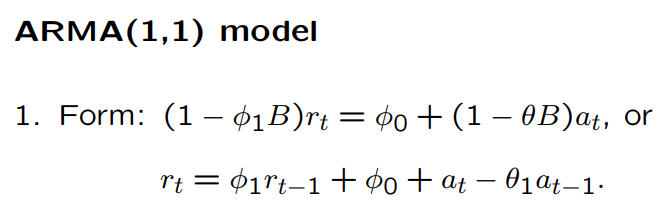 ARMA(1,1) model
1. Form: (1 − ϕ₁B)rₜ = ϕ₀ + (1 − θB)aₜ, or
rₜ = ϕ₁rₜ₋₁ + ϕ₀ + aₜ − θ₁aₜ₋₁.